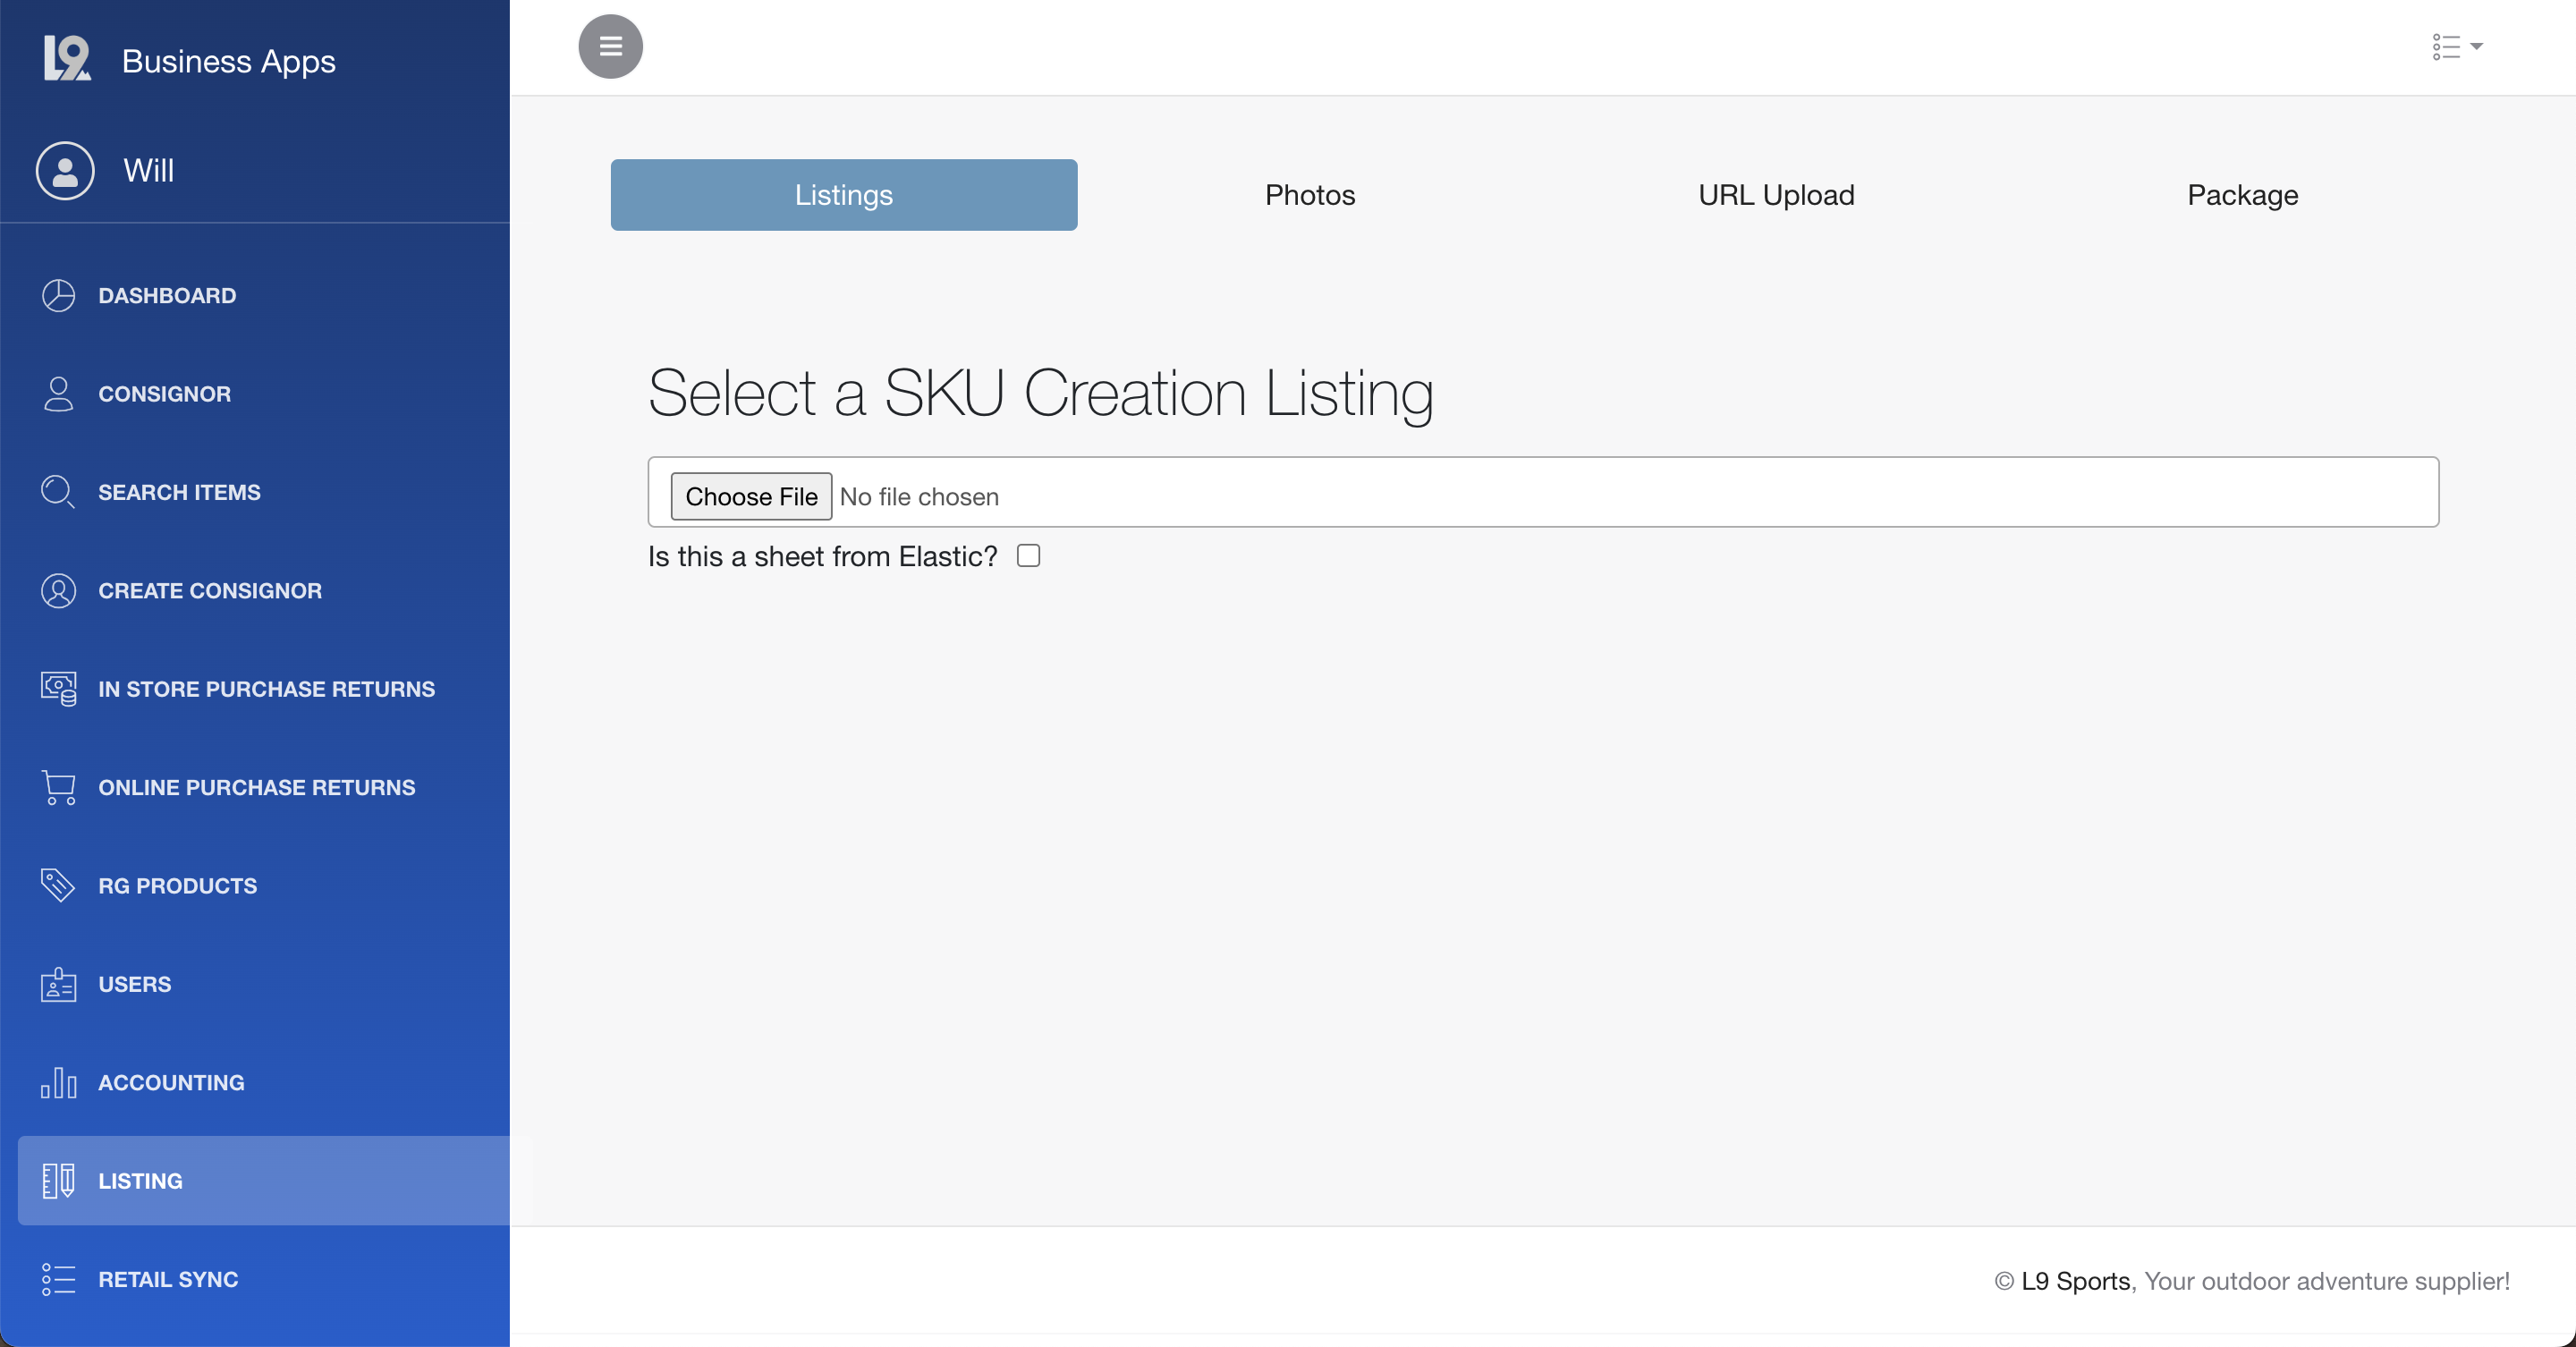 L9 Business Apps
Will
DASHBOARD
CONSIGNOR
SEARCH ITEMS
CREATE CONSIGNOR
IN STORE PURCHASE RETURNS
ONLINE PURCHASE RETURNS
RG PRODUCTS
USERS
ACCOUNTING
LISTING
RETAIL SYNC
Listings Photos URL Upload Package
Select a SKU Creation Listing
Choose File No file chosen
Is this a sheet from Elastic?
© L9 Sports, Your outdoor adventure supplier!